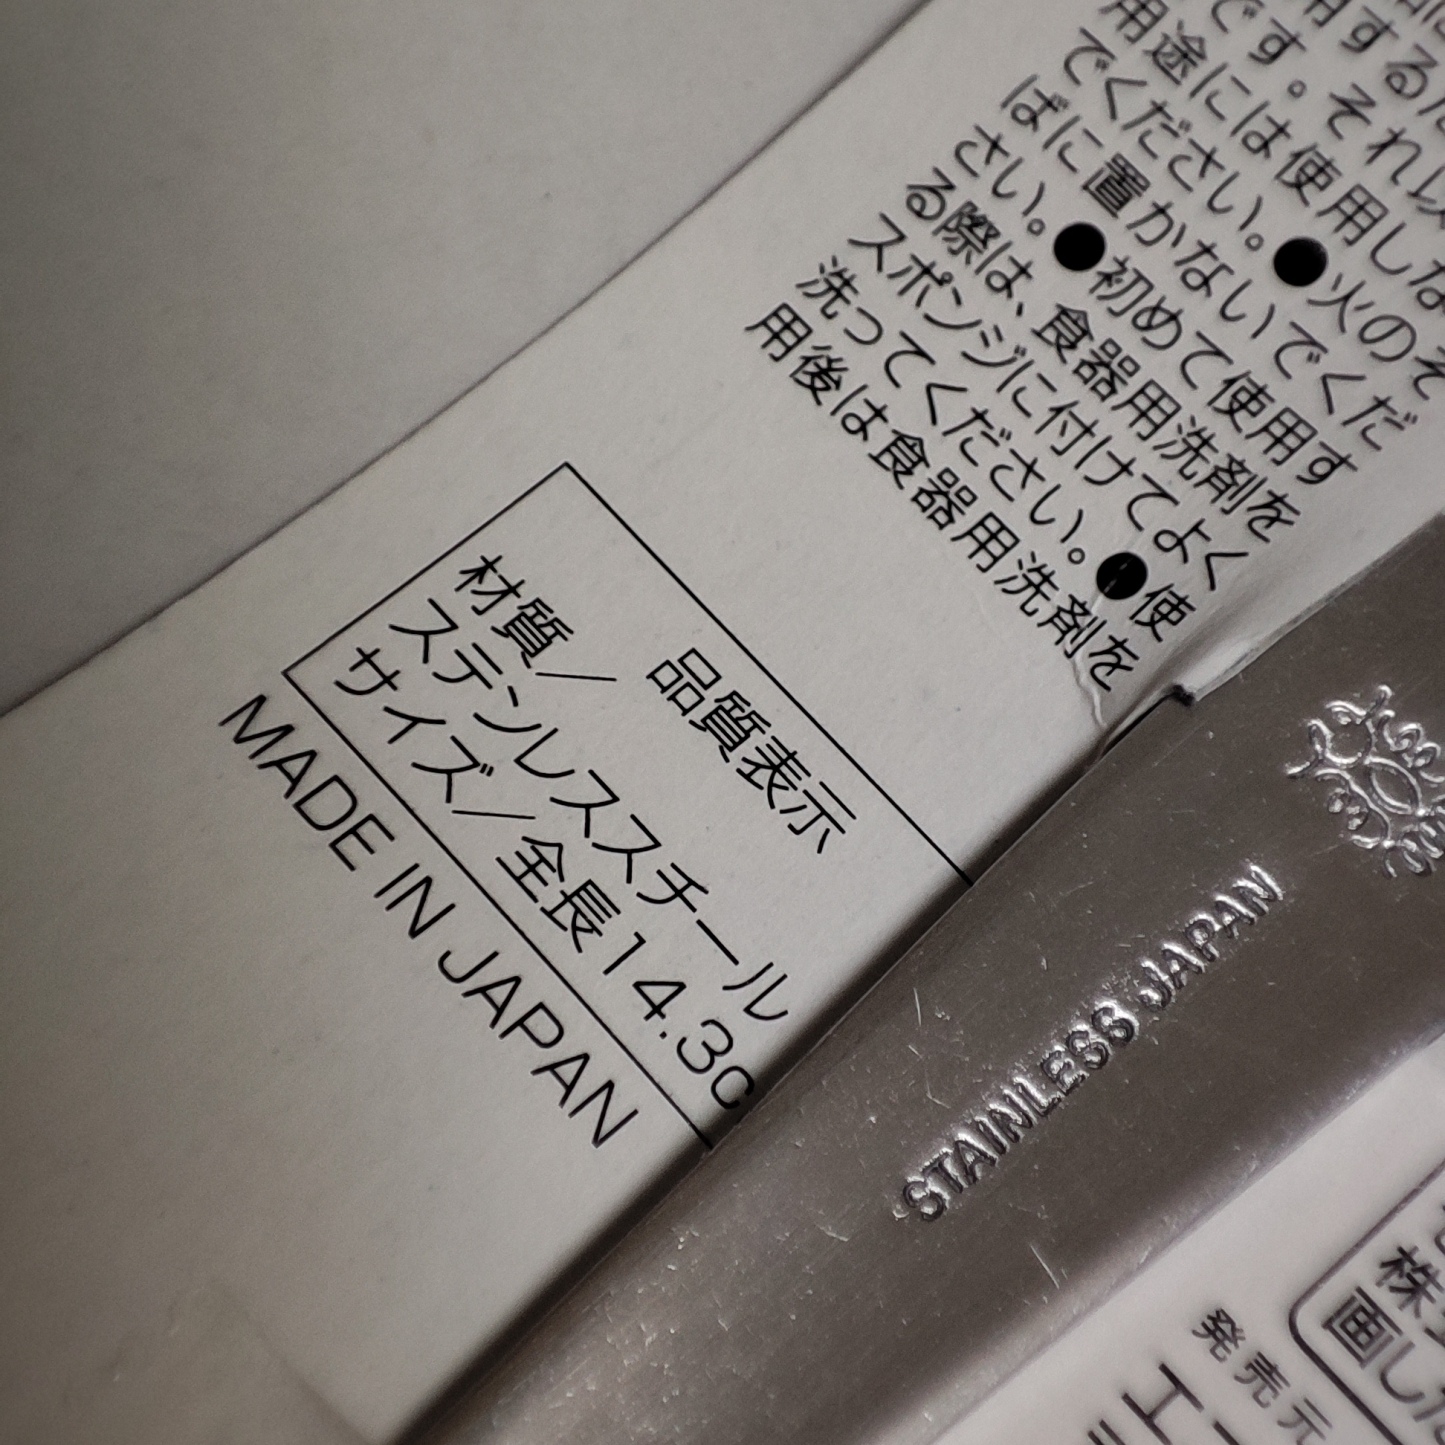 用するた
です。それ以
用途には使用しな
でください。●火のそ
ばに置かないでくだ
さい。●初めて使用す
る際は、食器用洗剤を
スポンジに付けてよく
洗ってください。●使
用後は食器用洗剤を
品質表示
材質/
ステンレススチール
サイズ/全長14.3c
MADE IN JAPAN
STAINLESS JAPAN
株式
画した
発売元